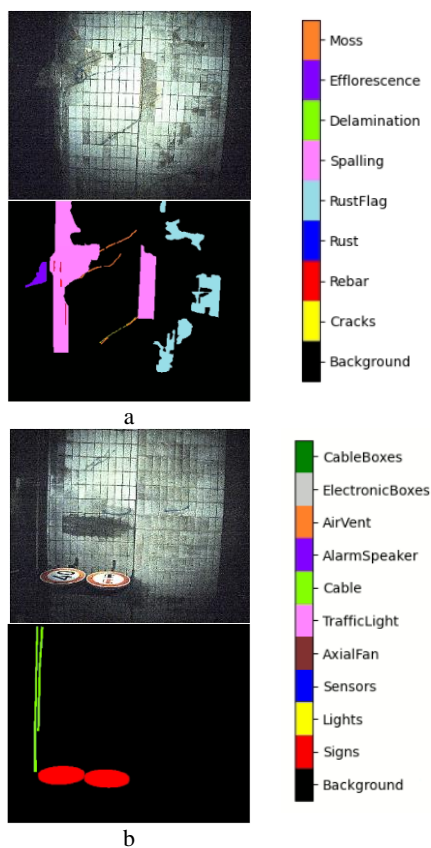 Moss
Efflorescence
Delamination
Spalling
RustFlag
Rust
Rebar
Cracks
Background
a
CableBoxes
ElectronicBoxes
AirVent
AlarmSpeaker
Cable
TrafficLight
AxialFan
Sensors
Lights
Signs
Background
40
b